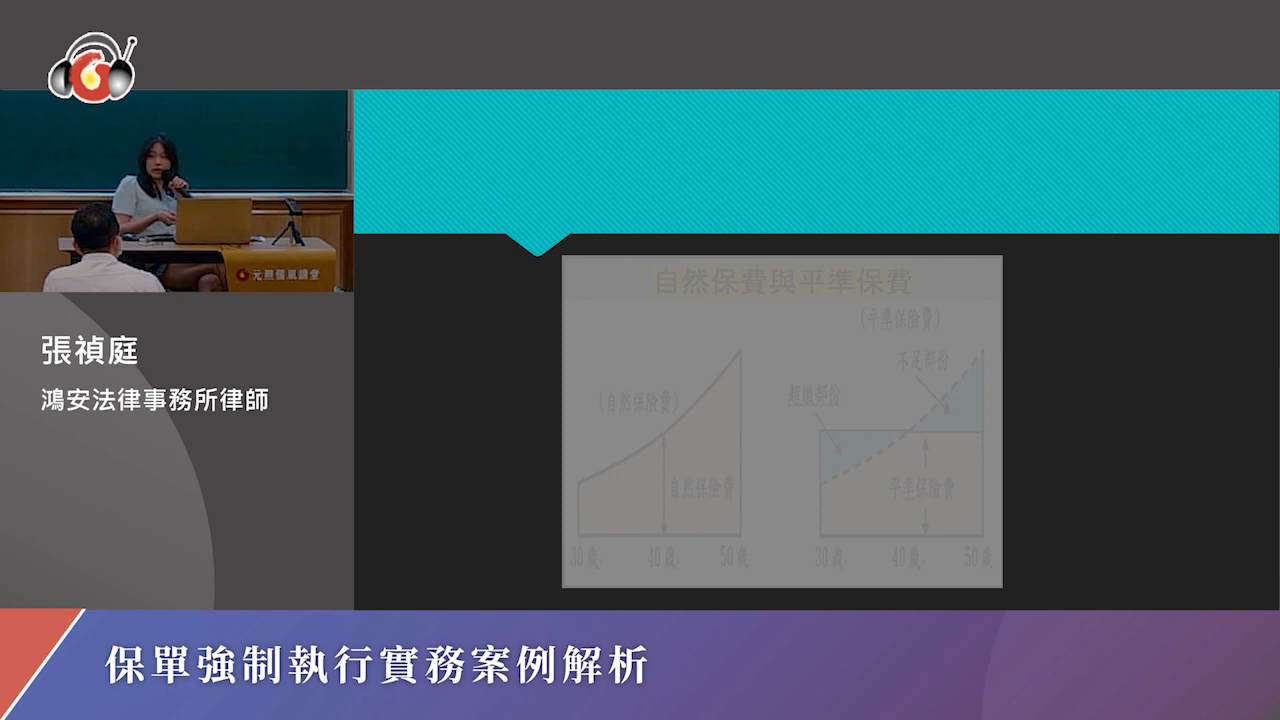 元照儒風講堂
張禎庭
鴻安法律事務所律師
自然保費與平準保費
(自然保險費)
自然保險費
30歲
40歲
50歲
(平準保險費)
不足部份
超繳部份
平準保險費
30歲
40歲
50歲
保單強制執行實務案例解析